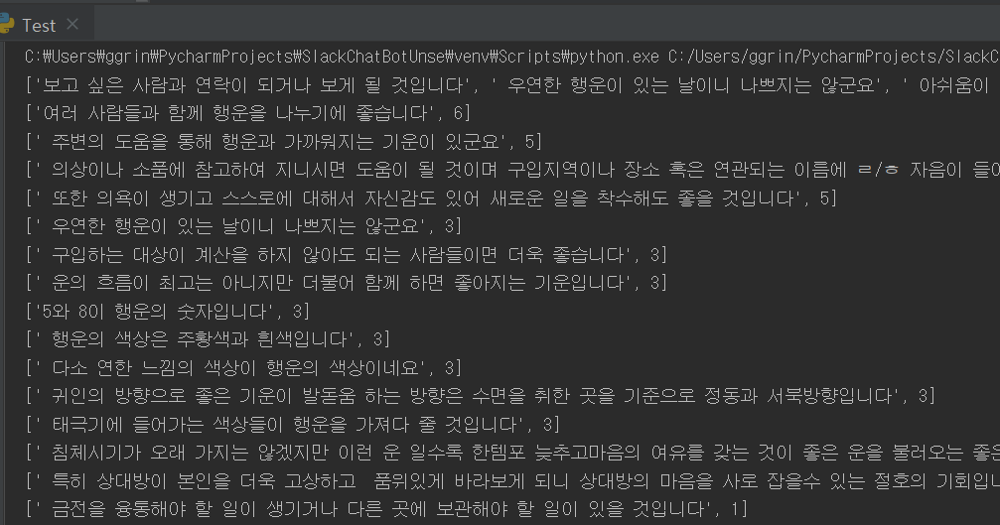 Test
C:\Users\ggrin\PycharmProjects\SlackChatBotUnse\venv\Scripts\python.exe C:/Users/ggrin/PycharmProjects/SlackC
['보고 싶은 사람과 연락이 되거나 보게 될 것입니다', ' 우연한 행운이 있는 날이니 나쁘지는 않군요', ' 아쉬움이
['여러 사람들과 함께 행운을 나누기에 좋습니다', 6]
[' 주변의 도움을 통해 행운과 가까워지는 기운이 있군요', 5]
[' 의상이나 소품에 참고하여 지니시면 도움이 될 것이며 구입지역이나 장소 혹은 연관되는 이름에 ㄹ/ㅎ 자음이 들어
[' 또한 의욕이 생기고 스스로에 대해서 자신감도 있어 새로운 일을 착수해도 좋을 것입니다', 5]
[' 우연한 행운이 있는 날이니 나쁘지는 않군요', 3]
[' 구입하는 대상이 계산을 하지 않아도 되는 사람들이면 더욱 좋습니다', 3]
[' 운의 흐름이 최고는 아니지만 더불어 함께 하면 좋아지는 기운입니다', 3]
['5와 8이 행운의 숫자입니다', 3]
[' 행운의 색상은 주황색과 흰색입니다', 3]
[' 다소 연한 느낌의 색상이 행운의 색상이네요', 3]
[' 귀인의 방향으로 좋은 기운이 발돋움 하는 방향은 수면을 취한 곳을 기준으로 정동과 서북방향입니다', 3]
[' 태극기에 들어가는 색상들이 행운을 가져다 줄 것입니다', 3]
[' 침체시기가 오래 가지는 않겠지만 이런 운 일수록 한템포 늦추고마음의 여유를 갖는 것이 좋은 운을 불러오는 좋은
[' 특히 상대방이 본인을 더욱 고상하고  품위있게 바라보게 되니 상대방의 마음을 사로 잡을수 있는 절호의 기회입니
[' 금전을 융통해야 할 일이 생기거나 다른 곳에 보관해야 할 일이 있을 것입니다', 1]